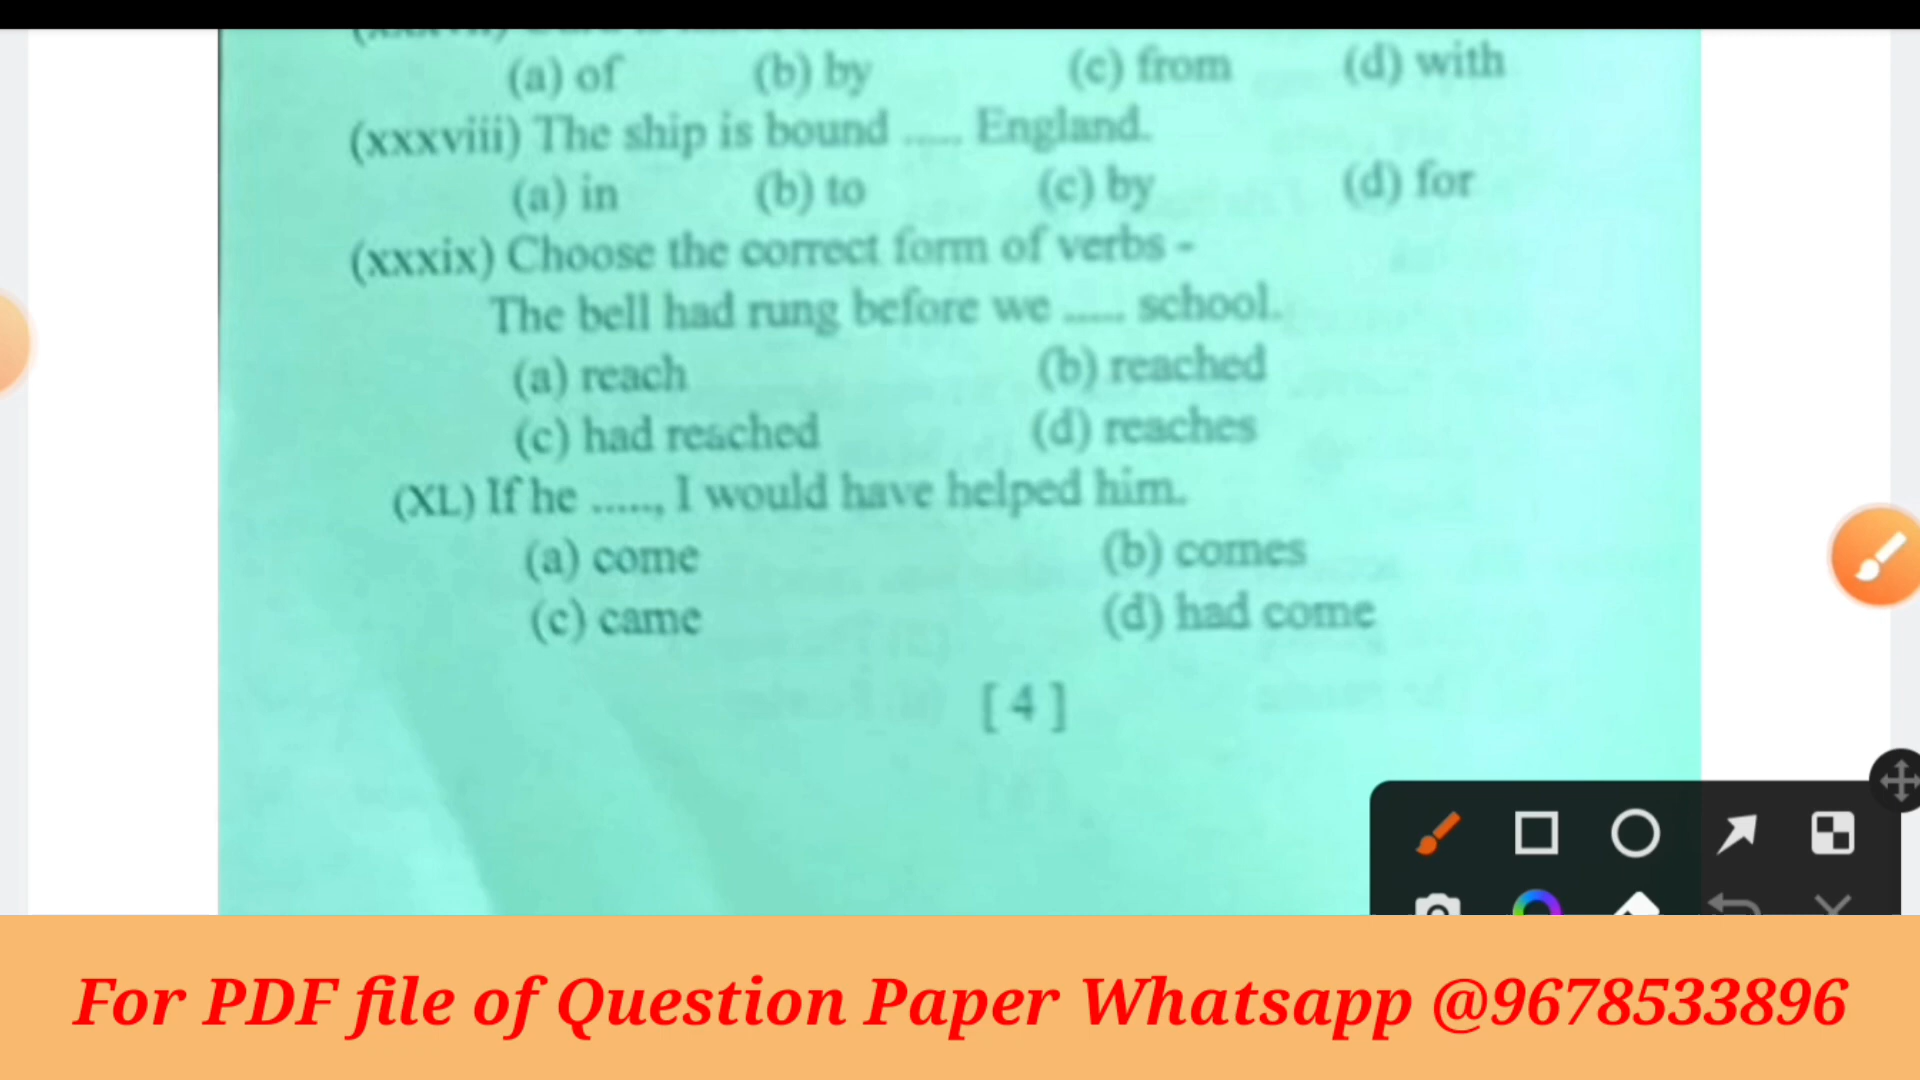 (a) of (b) by (c) from (d) with
(xxxviii) The ship is bound ..... England.
(a) in (b) to (c) by (d) for
(xxxix) Choose the correct form of verbs -
The bell had rung before we ..... school.
(a) reach (b) reached
(c) had reached (d) reaches
(XL) If he ....., I would have helped him.
(a) come (b) comes
(c) came (d) had come
[ 4 ]
For PDF file of Question Paper Whatsapp @9678533896